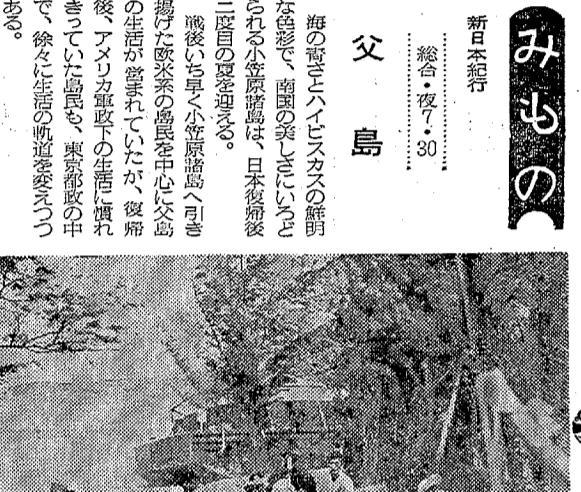 みもの
新日本紀行
総合・夜7・30
父島
海の青さとハイビスカスの鮮明
な色彩で、南国の美しさにいろど
られる小笠原諸島は、日本復帰後
二度目の夏を迎える。
戦後いち早く小笠原諸島へ引き
揚げた欧米系の島民を中心に父島
の生活が営まれていたが、復帰
後、アメリカ軍政下の生活に慣れ
きっていた島民も、東京都政の中
で、徐々に生活の軌道を変えつつ
ある。